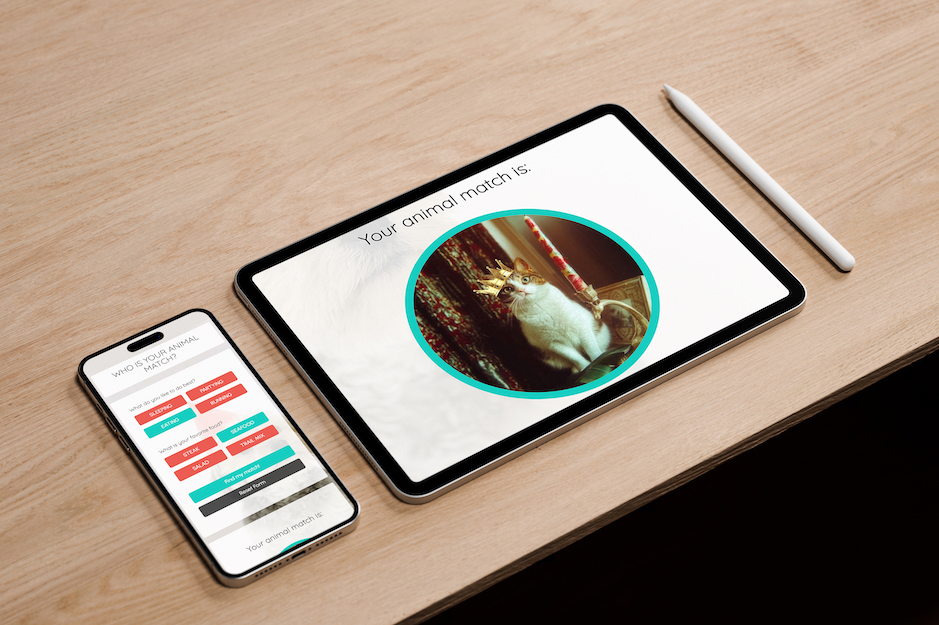 WHO IS YOUR ANIMAL
MATCH?
What do you like to do best?
SLEEPING
PARTYING
EATING
RUNNING
What is your favorite food?
STEAK
SEAFOOD
SALAD
TRAIL MIX
Find my match!
Reset Form
Your animal match is:
Your animal match is: